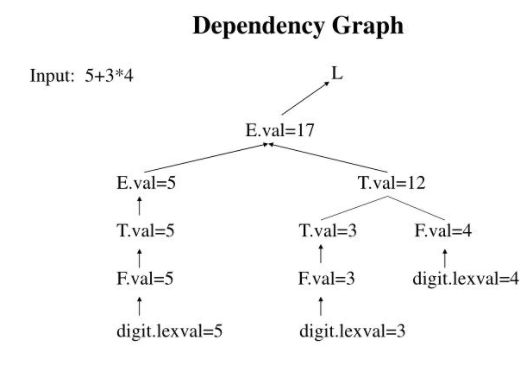 Dependency Graph
Input: 5+3*4
L
E.val=17
E.val=5
T.val=12
T.val=5
T.val=3
F.val=4
F.val=5
F.val=3
digit.lexval=4
digit.lexval=5
digit.lexval=3